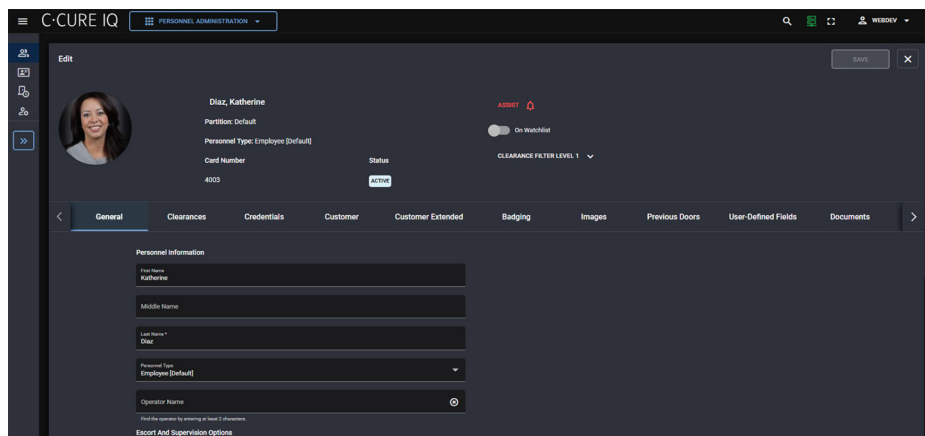 C·CURE IQ
PERSONNEL ADMINISTRATION
WEBDEV
Edit
SAVE
Diaz, Katherine
Partition: Default
Personnel Type: Employee [Default]
Card Number
Status
4003
ACTIVE
ASSIST
On Watchlist
CLEARANCE FILTER LEVEL 1
General Clearances Credentials Customer Customer Extended Badging Images Previous Doors User-Defined Fields Documents
Personnel Information
First Name
Katherine
Middle Name
Last Name *
Diaz
Personnel Type
Employee [Default]
Operator Name
Find the operator by entering at least 2 characters.
Escort And Supervision Options